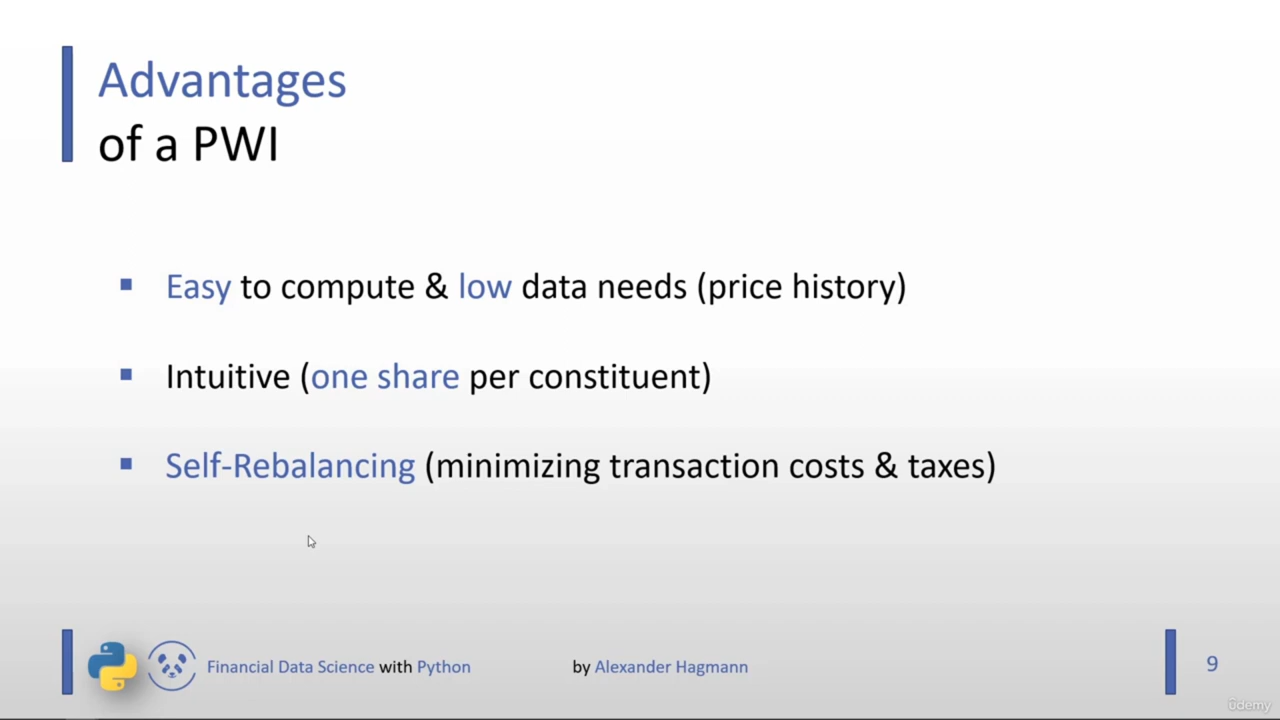 Advantages
of a PWI
▪ Easy to compute & low data needs (price history)
▪ Intuitive (one share per constituent)
▪ Self-Rebalancing (minimizing transaction costs & taxes)
Financial Data Science with Python
by Alexander Hagmann
9
ûdemy